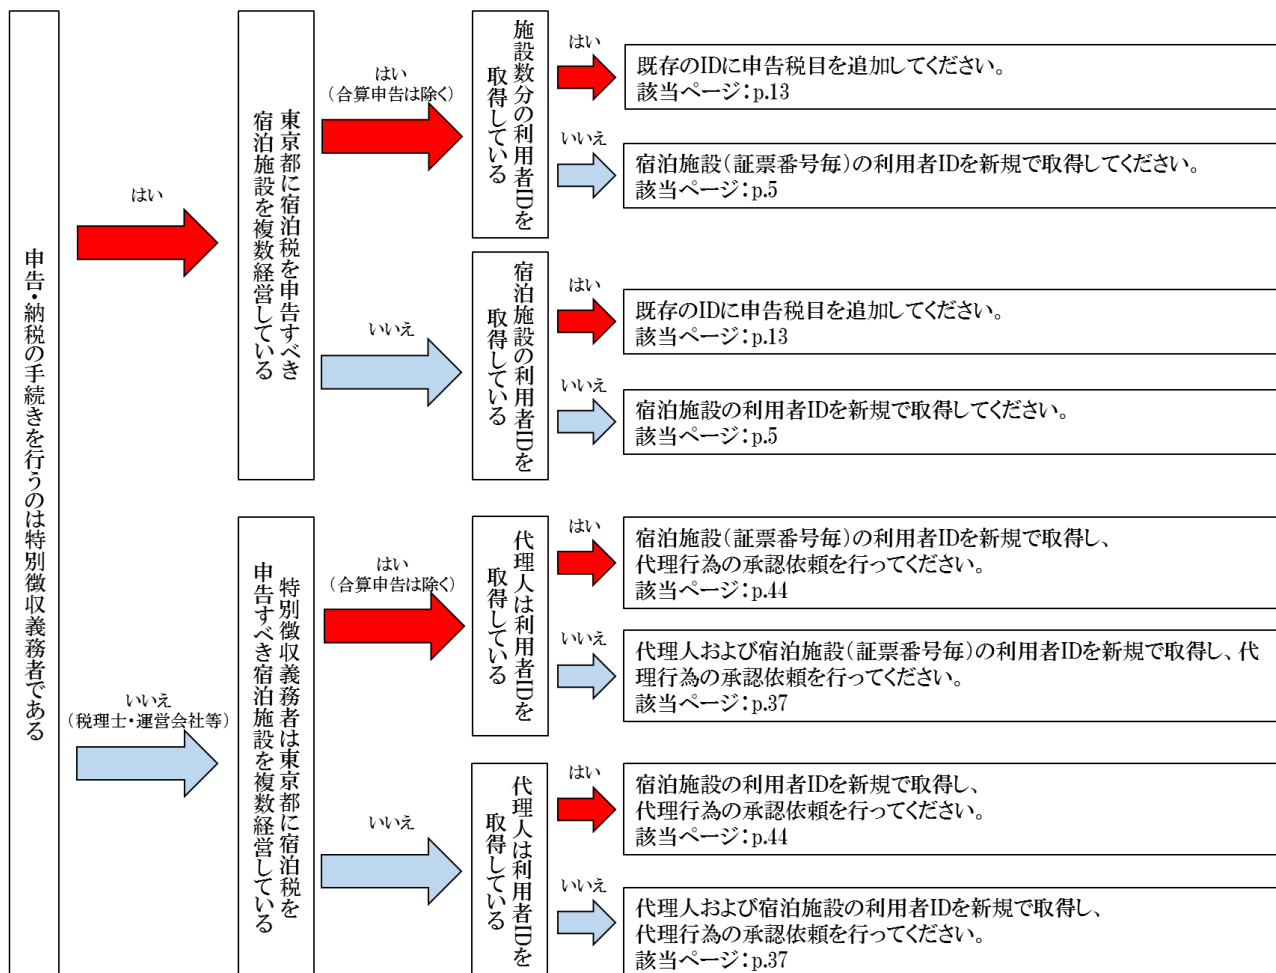 申告・納税の手続きを行うのは特別徴収義務者である
はい
東京都に宿泊税を申告すべき
宿泊施設を複数経営している
はい
(合算申告は除く)
施設数分の利用者IDを
取得している
はい
既存のIDに申告税目を追加してください。
該当ページ:p.13
いいえ
宿泊施設(証票番号毎)の利用者IDを新規で取得してください。
該当ページ:p.5
いいえ
宿泊施設の利用者IDを
取得している
はい
既存のIDに申告税目を追加してください。
該当ページ:p.13
いいえ
宿泊施設の利用者IDを新規で取得してください。
該当ページ:p.5
いいえ
(税理士・運営会社等)
特別徴収義務者は東京都に宿泊税を
申告すべき宿泊施設を複数経営している
はい
(合算申告は除く)
代理人は利用者IDを
取得している
はい
宿泊施設(証票番号毎)の利用者IDを新規で取得し、
代理行為の承認依頼を行ってください。
該当ページ:p.44
いいえ
代理人および宿泊施設(証票番号毎)の利用者IDを新規で取得し、代
理行為の承認依頼を行ってください。
該当ページ:p.37
いいえ
代理人は利用者IDを
取得している
はい
宿泊施設の利用者IDを新規で取得し、
代理行為の承認依頼を行ってください。
該当ページ:p.44
いいえ
代理人および宿泊施設の利用者IDを新規で取得し、
代理行為の承認依頼を行ってください。
該当ページ:p.37